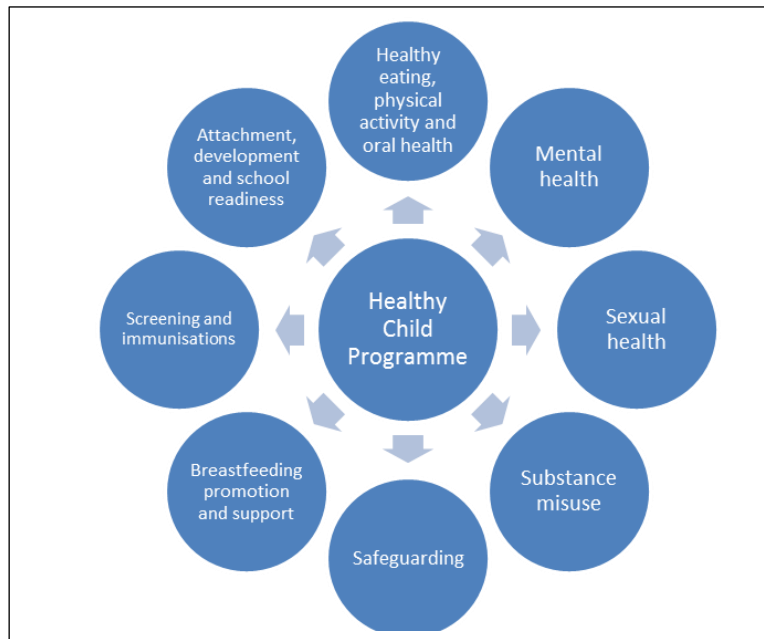 Healthy
eating,
physical
activity and
oral health
Mental
health
Sexual
health
Substance
misuse
Safeguarding
Breastfeeding
promotion
and support
Screening and
immunisations
Attachment,
development
and school
readiness
Healthy
Child
Programme